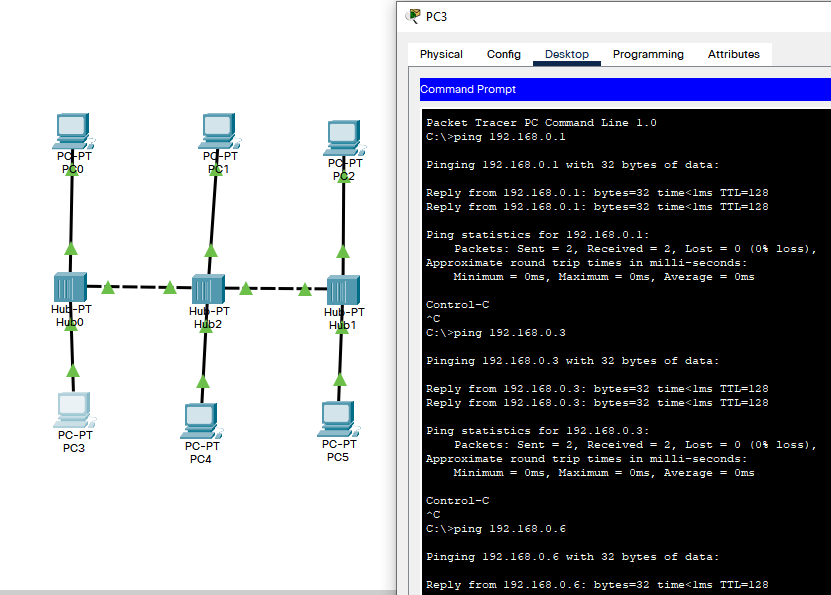 PC-PT
PC0
PC-PT
PC1
PC-PT
PC2
Hub-PT
Hub0
Hub-PT
Hub2
Hub-PT
Hub1
PC-PT
PC3
PC-PT
PC4
PC-PT
PC5
PC3
Physical Config Desktop Programming Attributes
Command Prompt
Packet Tracer PC Command Line 1.0
C:\>ping 192.168.0.1
Pinging 192.168.0.1 with 32 bytes of data:
Reply from 192.168.0.1: bytes=32 time<1ms TTL=128
Reply from 192.168.0.1: bytes=32 time<1ms TTL=128
Ping statistics for 192.168.0.1:
Packets: Sent = 2, Received = 2, Lost = 0 (0% loss),
Approximate round trip times in milli-seconds:
Minimum = 0ms, Maximum = 0ms, Average = 0ms
Control-C
^C
C:\>ping 192.168.0.3
Pinging 192.168.0.3 with 32 bytes of data:
Reply from 192.168.0.3: bytes=32 time<1ms TTL=128
Reply from 192.168.0.3: bytes=32 time<1ms TTL=128
Ping statistics for 192.168.0.3:
Packets: Sent = 2, Received = 2, Lost = 0 (0% loss),
Approximate round trip times in milli-seconds:
Minimum = 0ms, Maximum = 0ms, Average = 0ms
Control-C
^C
C:\>ping 192.168.0.6
Pinging 192.168.0.6 with 32 bytes of data:
Reply from 192.168.0.6: bytes=32 time<1ms TTL=128